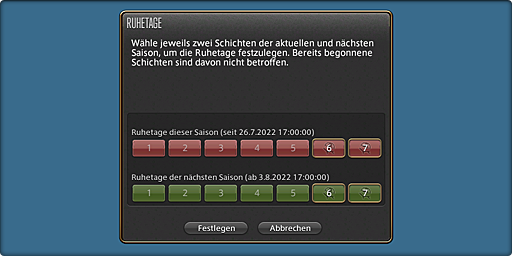 RUHETAGE
Wähle jeweils zwei Schichten der aktuellen und nächsten
Saison, um die Ruhetage festzulegen. Bereits begonnene
Schichten sind davon nicht betroffen.
Ruhetage dieser Saison (seit 26.7.2022 17:00:00)
1 2 3 4 5 6 7
Ruhetage der nächsten Saison (ab 3.8.2022 17:00:00)
1 2 3 4 5 6 7
Festlegen Abbrechen